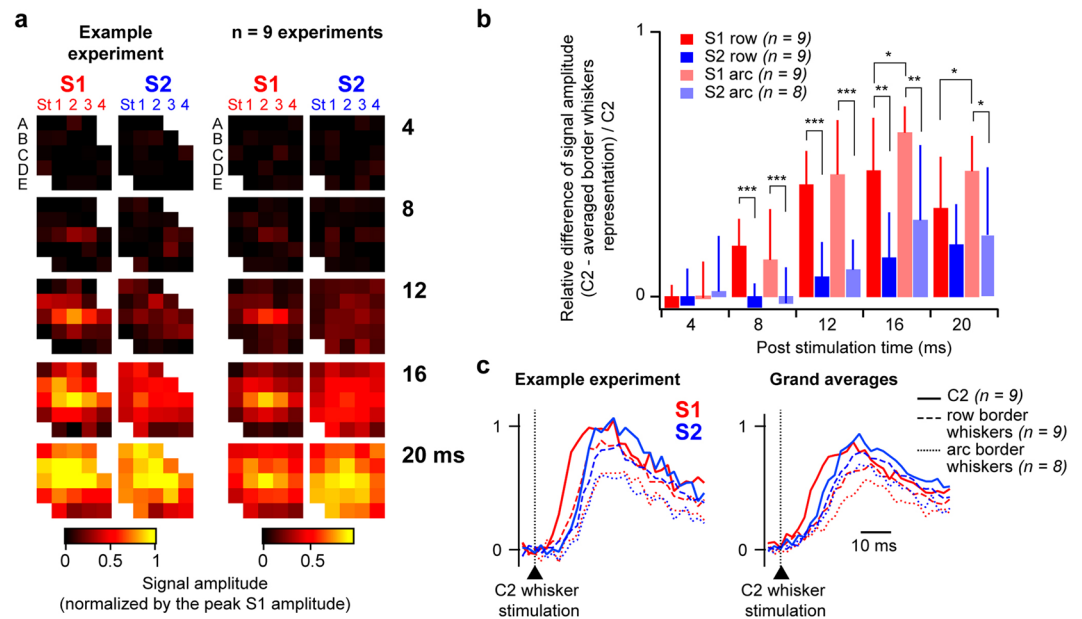 a
Example
experiment
n = 9 experiments
S1 S2 S1 S2
St 1 2 3 4 St 1 2 3 4 St 1 2 3 4 St 1 2 3 4
A
B
C
D
E
A
B
C
D
E
4
8
12
16
20 ms
0 0.5 1
0 0.5
Signal amplitude
(normalized by the peak S1 amplitude)
b
Relative difference of signal amplitude
(C2 - averaged border whiskers
representation) / C2
1
0
S1 row (n = 9)
S2 row (n = 9)
S1 arc (n = 9)
S2 arc (n = 8)
*** *** *** *** * ** ** * *
4 8 12 16 20
Post stimulation time (ms)
c
Example experiment
S1
S2
1
0
C2 whisker
stimulation
Grand averages
1
0
10 ms
C2 whisker
stimulation
C2 (n = 9)
row border
whiskers (n = 9)
arc border
whiskers (n = 8)